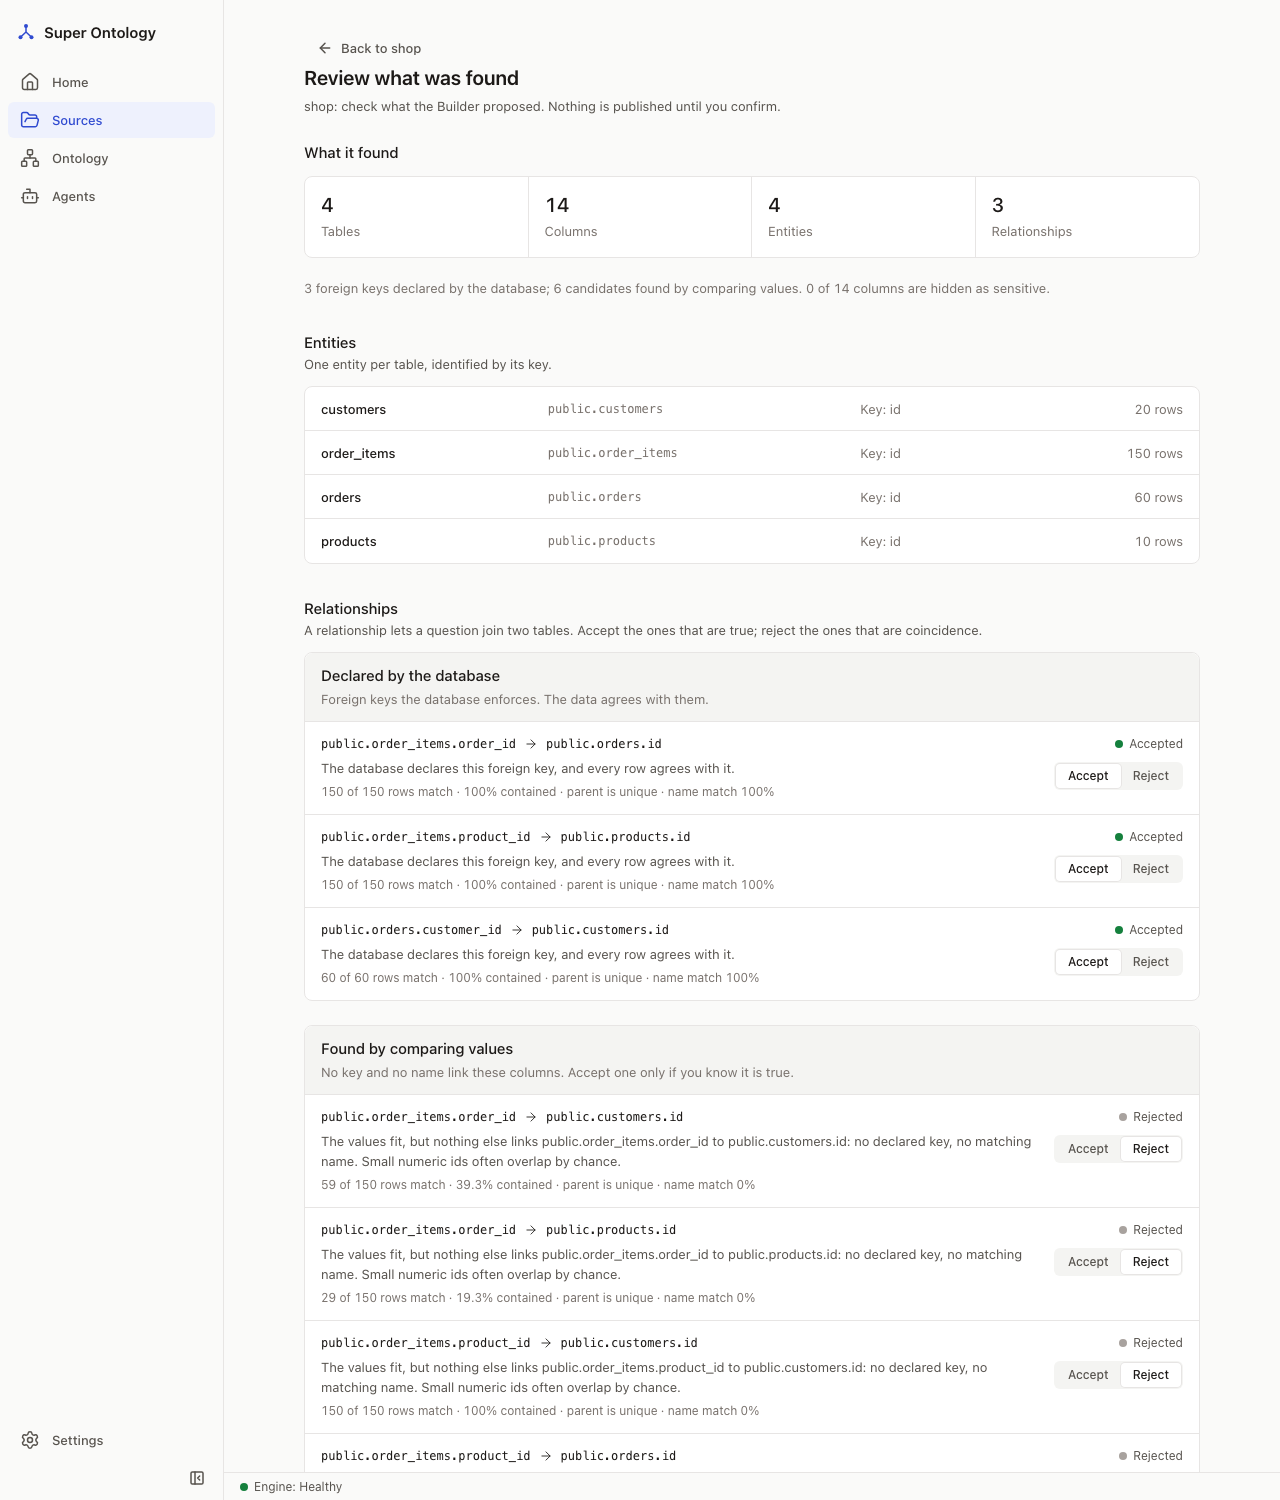 Super Ontology
Home
Sources
Ontology
Agents
Settings
Back to shop
Review what was found
shop: check what the Builder proposed. Nothing is published until you confirm.
What it found
4
Tables
14
Columns
4
Entities
3
Relationships
3 foreign keys declared by the database; 6 candidates found by comparing values. 0 of 14 columns are hidden as sensitive.
Entities
One entity per table, identified by its key.
customers public.customers Key: id 20 rows
order_items public.order_items Key: id 150 rows
orders public.orders Key: id 60 rows
products public.products Key: id 10 rows
Relationships
A relationship lets a question join two tables. Accept the ones that are true; reject the ones that are coincidence.
Declared by the database
Foreign keys the database enforces. The data agrees with them.
public.order_items.order_id → public.orders.id Accepted
The database declares this foreign key, and every row agrees with it.
Accept Reject
150 of 150 rows match · 100% contained · parent is unique · name match 100%
public.order_items.product_id → public.products.id Accepted
The database declares this foreign key, and every row agrees with it.
Accept Reject
150 of 150 rows match · 100% contained · parent is unique · name match 100%
public.orders.customer_id → public.customers.id Accepted
The database declares this foreign key, and every row agrees with it.
Accept Reject
60 of 60 rows match · 100% contained · parent is unique · name match 100%
Found by comparing values
No key and no name link these columns. Accept one only if you know it is true.
public.order_items.order_id → public.customers.id Rejected
The values fit, but nothing else links public.order_items.order_id to public.customers.id: no declared key, no matching
name. Small numeric ids often overlap by chance.
Accept Reject
59 of 150 rows match · 39.3% contained · parent is unique · name match 0%
public.order_items.order_id → public.products.id Rejected
The values fit, but nothing else links public.order_items.order_id to public.products.id: no declared key, no matching
name. Small numeric ids often overlap by chance.
Accept Reject
29 of 150 rows match · 19.3% contained · parent is unique · name match 0%
public.order_items.product_id → public.customers.id Rejected
The values fit, but nothing else links public.order_items.product_id to public.customers.id: no declared key, no
matching name. Small numeric ids often overlap by chance.
Accept Reject
150 of 150 rows match · 100% contained · parent is unique · name match 0%
public.order_items.product_id → public.orders.id Rejected
Engine: Healthy